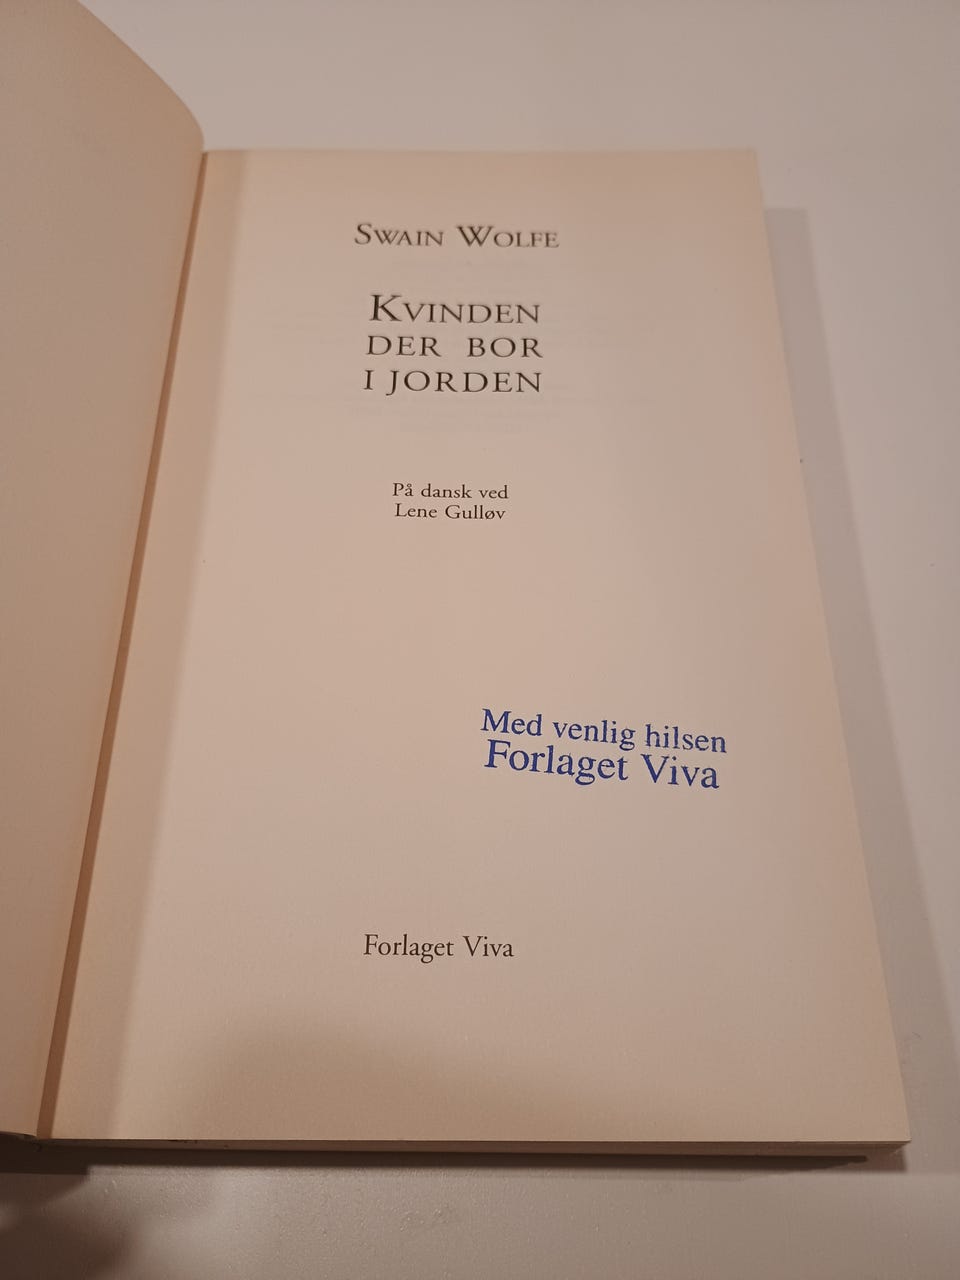 SWAIN WOLFE
KVINDEN
DER BOR
I JORDEN
På dansk ved
Lene Gulløv
Med venlig hilsen
Forlaget Viva
Forlaget Viva